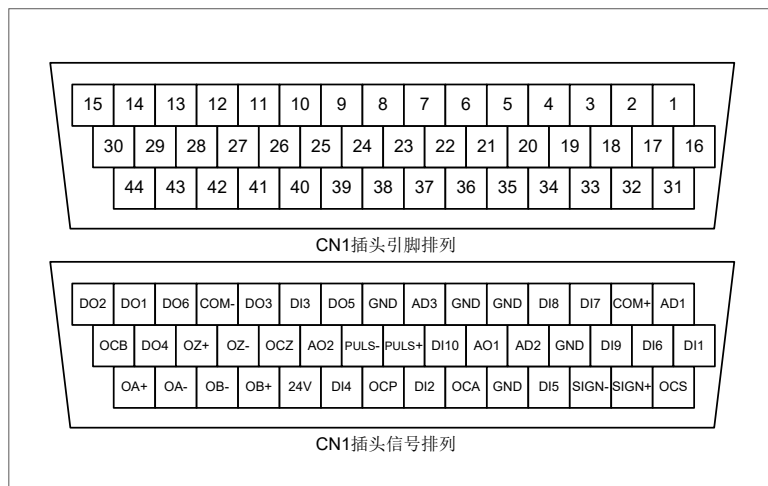 15 14 13 12 11 10 9 8 7 6 5 4 3 2 1
30 29 28 27 26 25 24 23 22 21 20 19 18 17 16
44 43 42 41 40 39 38 37 36 35 34 33 32 31
CN1插头引脚排列
DO2 DO1 DO6 COM- DO3 DI3 DO5 GND AD3 GND GND DI8 DI7 COM+ AD1
OCB DO4 OZ+ OZ- OCZ AO2 PULS- PULS+ DI10 AO1 AD2 GND DI9 DI6 DI1
OA+ OA- OB- OB+ 24V DI4 OCP DI2 OCA GND DI5 SIGN- SIGN+ OCS
CN1插头信号排列